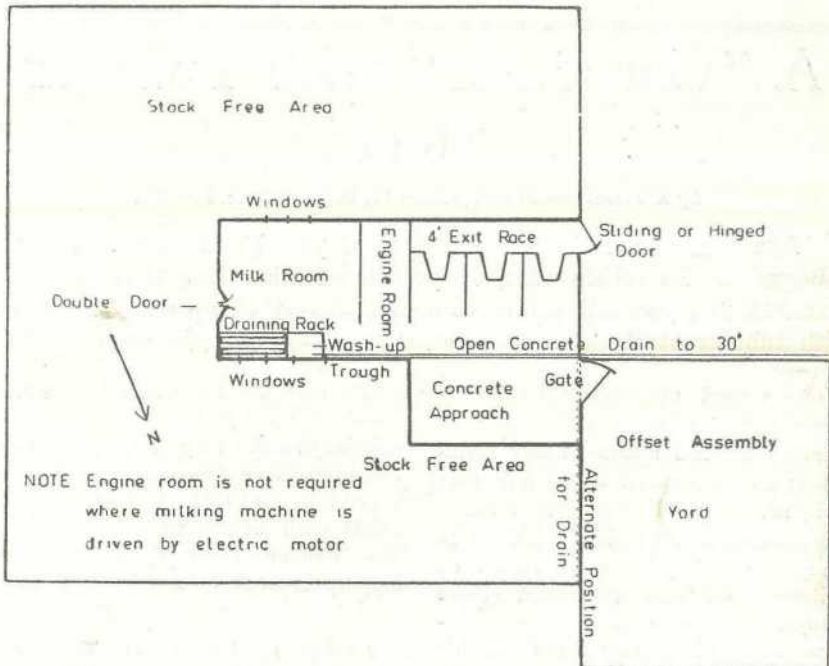 Stock Free Area
Windows
Engine Room
4' Exit Race
Sliding or Hinged
Door
Milk Room
Double Door
Draining Rack
Wash-up
Trough
Open Concrete Drain to 30'
Windows
Gate
Concrete
Approach
Offset Assembly
Yard
N
Stock Free Area
Alternate Position
for Drain
NOTE Engine room is not required
where milking machine is
driven by electric motor